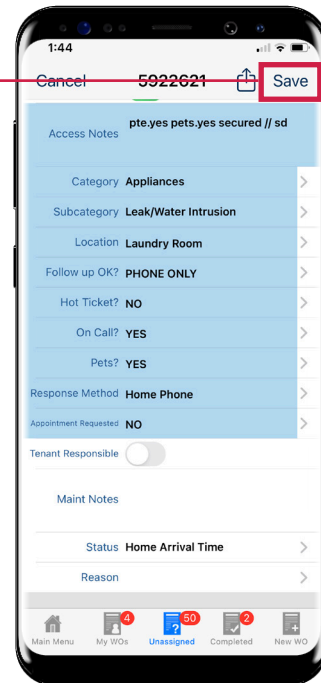 1:44
Cancel 5922621 Save
Access Notes pte.yes pets.yes secured // sd
Category Appliances
Subcategory Leak/Water Intrusion
Location Laundry Room
Follow up OK? PHONE ONLY
Hot Ticket? NO
On Call? YES
Pets? YES
Response Method Home Phone
Appointment Requested NO
Tenant Responsible
Maint Notes
Status Home Arrival Time
Reason
4 ? 50 2
Main Menu My WOs Unassigned Completed New WO